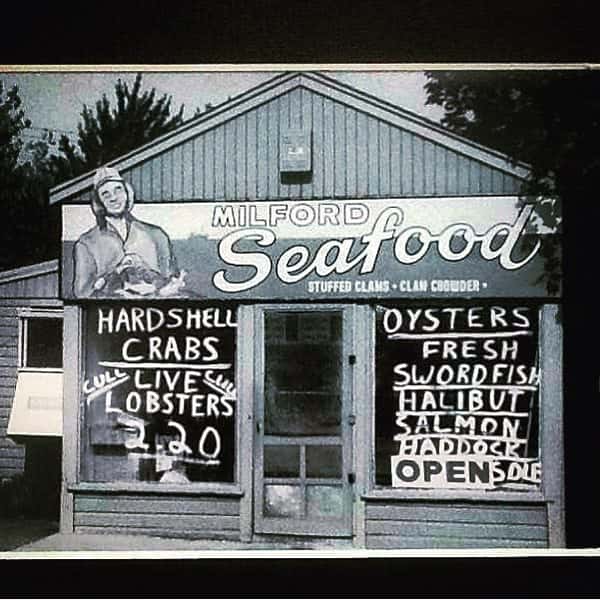 MILFORD
Seafood
STUFFED CLAMS • CLAM CHOWDER •
HARDSHELL
CRABS
CULL LIVE CULL
LOBSTERS
2.20
OYSTERS
FRESH
SWORDFISH
HALIBUT
SALMON
HADDOCK
OPEN SOLE